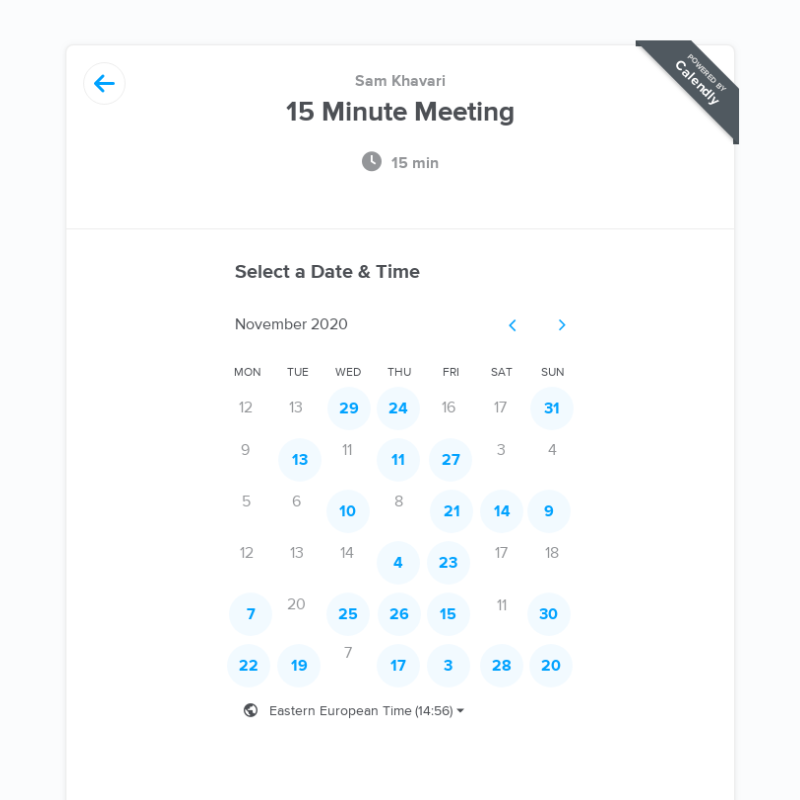 POWERED BY
Calendly
Sam Khavari
15 Minute Meeting
15 min
Select a Date & Time
November 2020
MON TUE WED THU FRI SAT SUN
12 13 29 24 16 17 31
9 13 11 11 27 3 4
5 6 10 8 21 14 9
12 13 14 4 23 17 18
7 20 25 26 15 11 30
22 19 7 17 3 28 20
Eastern European Time (14:56)